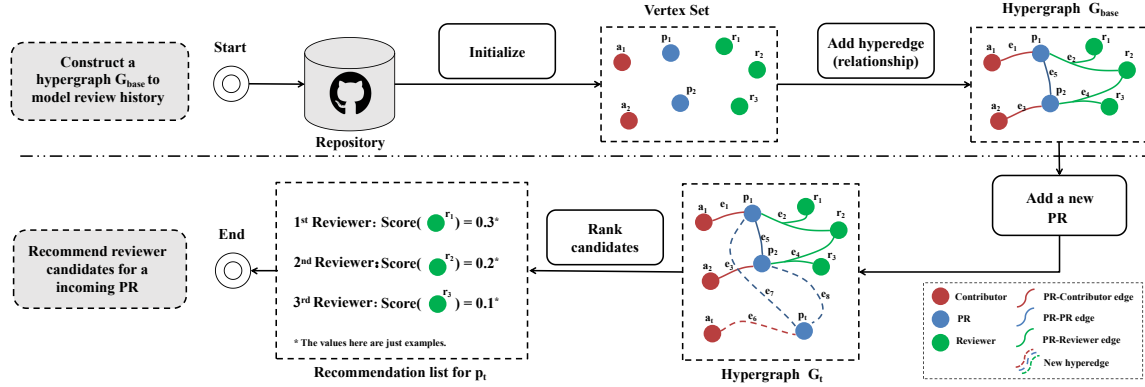 Construct a
hypergraph Gbase to
model review history
Start
Repository
Initialize
Vertex Set
a1
p1
r1
r2
p2
r3
a2
Add hyperedge
(relationship)
Hypergraph Gbase
a1
e1
p1
r1
e2
r2
e5
p2
e4
r3
a2
e3
Add a new
PR
Hypergraph Gt
a1
e1
p1
r1
e2
r2
e5
p2
e4
r3
a2
e3
e7
e8
at
e6
pt
Rank
candidates
1st Reviewer: Score( r1 ) = 0.3*
2nd Reviewer: Score( r2 ) = 0.2*
3rd Reviewer: Score( r3 ) = 0.1*
* The values here are just examples.
Recommendation list for pt
End
Recommend reviewer
candidates for a
incoming PR
Contributor
PR
Reviewer
PR-Contributor edge
PR-PR edge
PR-Reviewer edge
New hyperedge